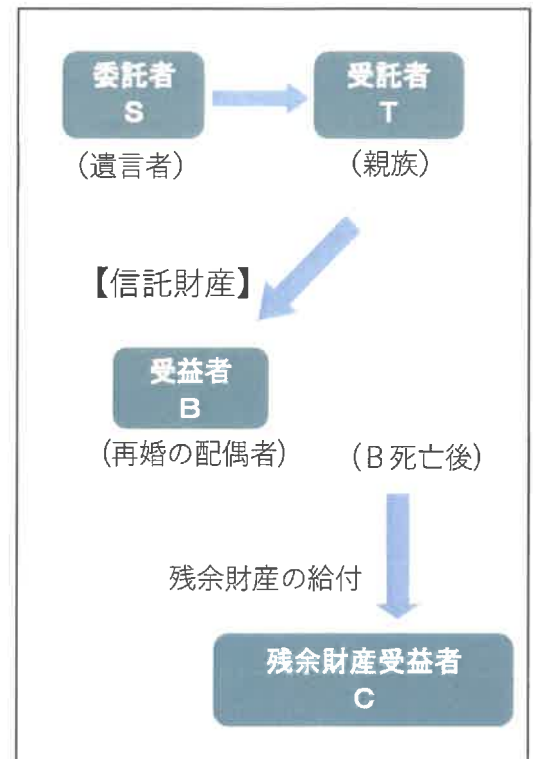 委託者
S
受託者
T
(遺言者)
(親族)
【信託財産】
受益者
B
(再婚の配偶者)
(B死亡後)
残余財産の給付
残余財産受益者
C